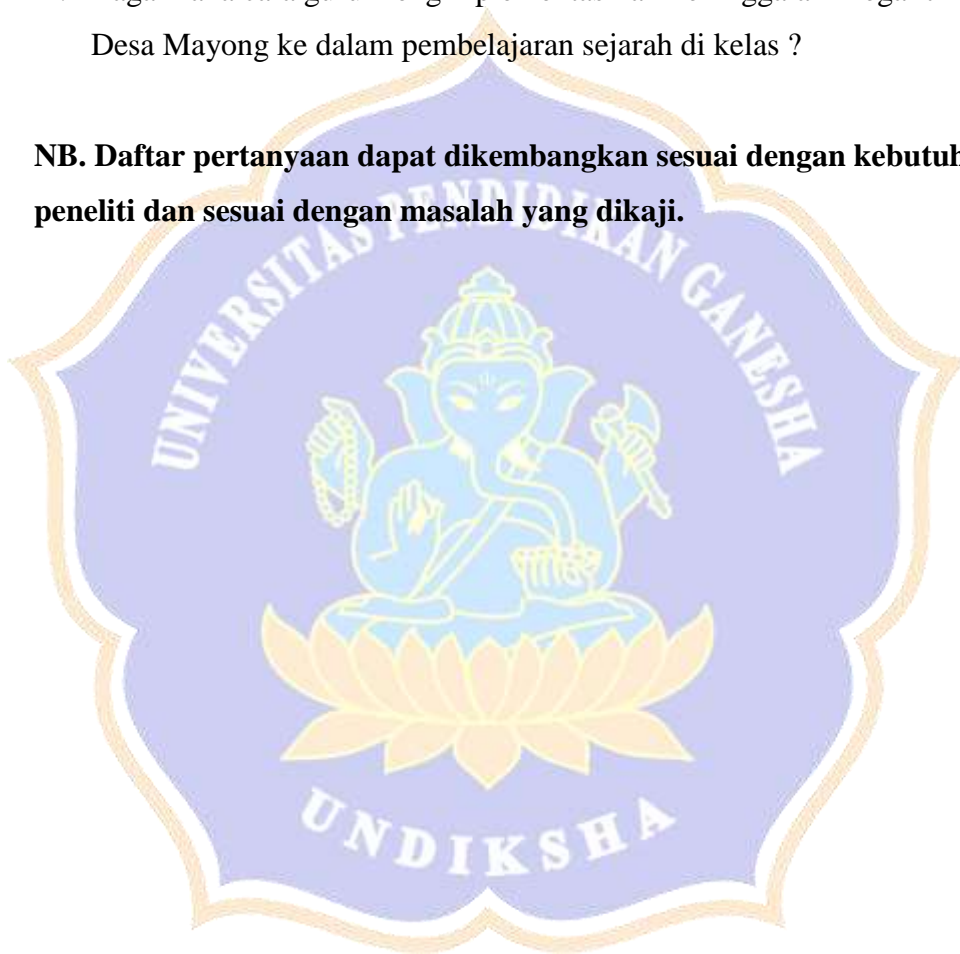 Desa Mayong ke dalam pembelajaran sejarah di kelas ?
NB. Daftar pertanyaan dapat dikembangkan sesuai dengan
peneliti dan sesuai dengan masalah yang dikaji.
UNIVERSITAS PENDIDIKAN GANESHA
UNDIKSHA